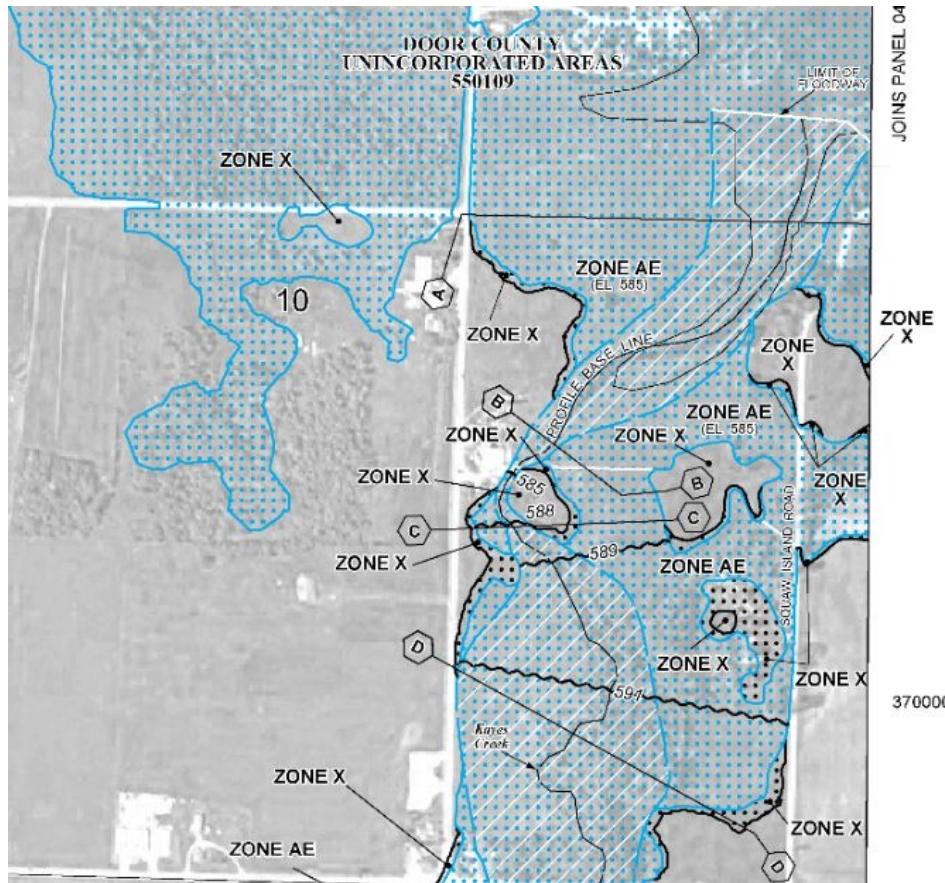 DOOR COUNTY
UNINCORPORATED AREAS
550109
JOINS PANEL 04
LIMIT OF
FLOODWAY
ZONE X
ZONE AE
(EL 585)
10
A
ZONE X
ZONE X
ZONE
X
PROFILE BASE LINE
B
ZONE AE
(EL 585)
ZONE X
ZONE X
ZONE X
585
588
B
ZONE
X
C
C
SQUAW ISLAND ROAD
589
ZONE X
ZONE AE
D
ZONE X
ZONE X
594
370000
Kayes
Creek
ZONE X
ZONE X
ZONE AE
D